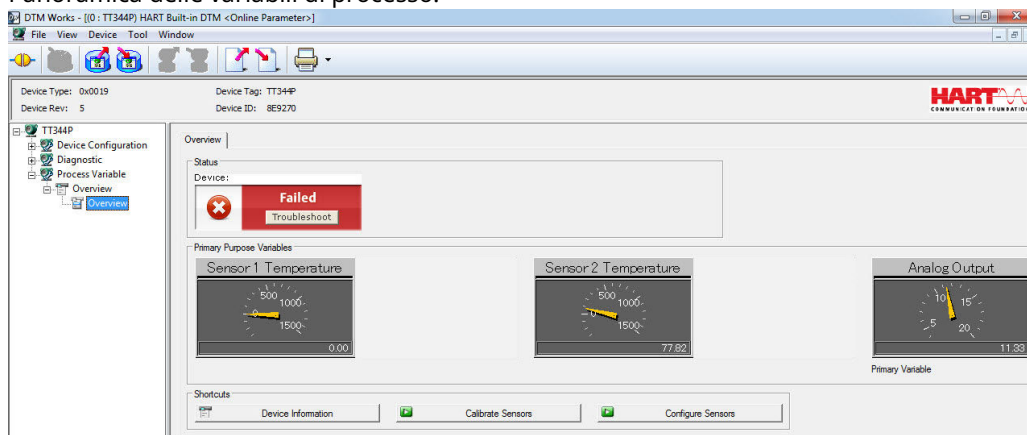 Panoramica delle variabili di processo:
DTM Works - [(0 : TT344P) HART Built-in DTM <Online Parameter>]
File View Device Tool Window
Device Type: 0x0019 Device Tag: TT344P
Device Rev: 5 Device ID: 8E9270
HART
COMMUNICATION FOUNDATION
TT344P
Device Configuration
Diagnostic
Process Variable
Overview
Overview
Overview
Status
Device:
Failed
Troubleshoot
Primary Purpose Variables
Sensor 1 Temperature
0 500 1000 1500
0.00
Sensor 2 Temperature
0 500 1000 1500
77.82
Analog Output
5 10 15 20
11.33
Primary Variable
Shortcuts
Device Information Calibrate Sensors Configure Sensors